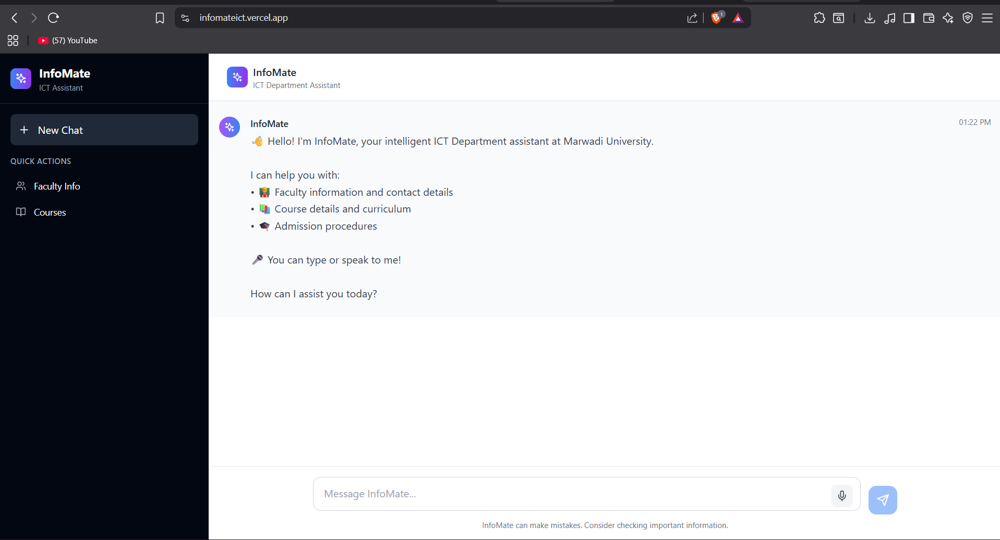 infomateict.vercel.app
1
(57) YouTube
InfoMate
ICT Assistant
New Chat
QUICK ACTIONS
Faculty Info
Courses
InfoMate
ICT Department Assistant
InfoMate
01:22 PM
👋 Hello! I'm InfoMate, your intelligent ICT Department assistant at Marwadi University.
I can help you with:
• 👩‍🏫 Faculty information and contact details
• 📚 Course details and curriculum
• 🎓 Admission procedures
🎤 You can type or speak to me!
How can I assist you today?
Message InfoMate...
InfoMate can make mistakes. Consider checking important information.